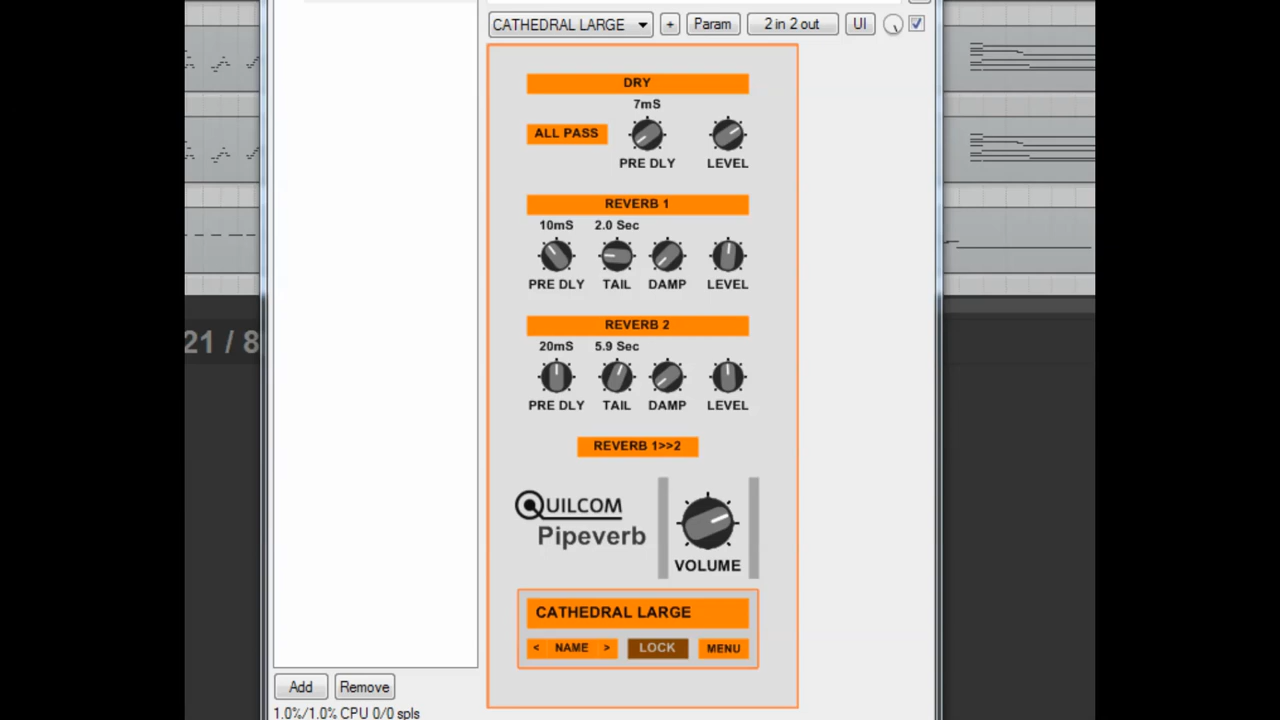 CATHEDRAL LARGE + Param 2 in 2 out UI
DRY
7mS
ALL PASS
PRE DLY LEVEL
REVERB 1
10mS 2.0 Sec
PRE DLY TAIL DAMP LEVEL
REVERB 2
20mS 5.9 Sec
21 / 8
PRE DLY TAIL DAMP LEVEL
REVERB 1>>2
QUILCOM
Pipeverb
VOLUME
CATHEDRAL LARGE
< NAME > LOCK MENU
Add Remove
1.0%/1.0% CPU 0/0 spls